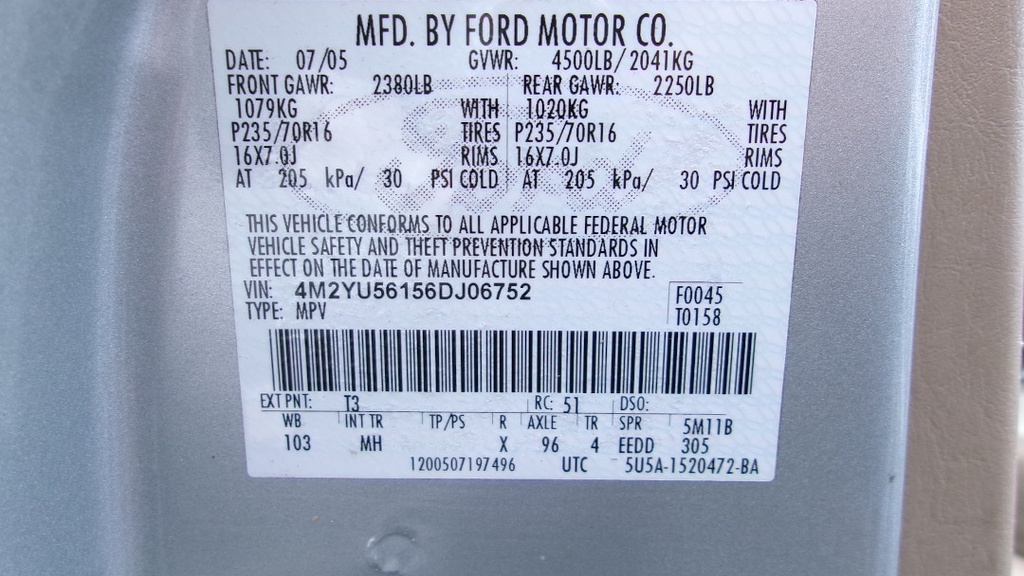 MFD. BY FORD MOTOR CO.
DATE: 07/05 GVWR: 4500LB/2041KG
FRONT GAWR: 2380LB REAR GAWR: 2250LB
1079KG WITH 1020KG WITH
P235/70R16 TIRES P235/70R16 TIRES
16X7.0J RIMS 16X7.0J RIMS
AT 205 kPa/ 30 PSI COLD AT 205 kPa/ 30 PSI COLD
THIS VEHICLE CONFORMS TO ALL APPLICABLE FEDERAL MOTOR
VEHICLE SAFETY AND THEFT PREVENTION STANDARDS IN
EFFECT ON THE DATE OF MANUFACTURE SHOWN ABOVE.
VIN: 4M2YU56156DJ06752 F0045
TYPE: MPV T0158
EXT PNT: T3 RC: 51 DSO:
WB INT TR TP/PS R AXLE TR SPR 5M11B
103 MH X 96 4 EEDD 305
1200507197496 UTC 5U5A-1520472-BA